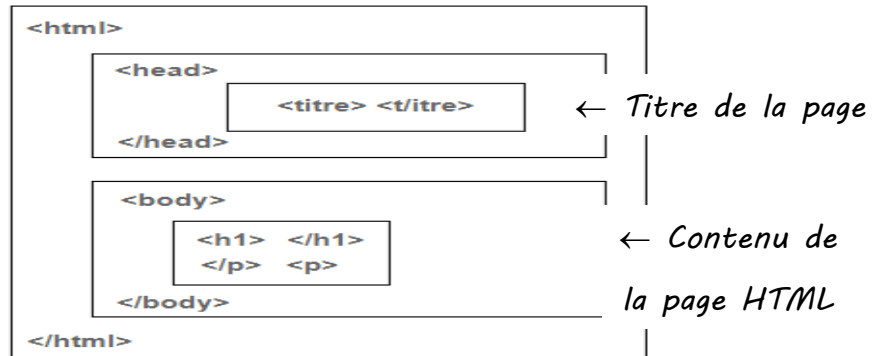 <html>
<head>
<titre> <t/itre>
← Titre de la page
</head>
<body>
<h1> </h1>
← Contenu de
</p> <p>
la page HTML
</body>
</html>